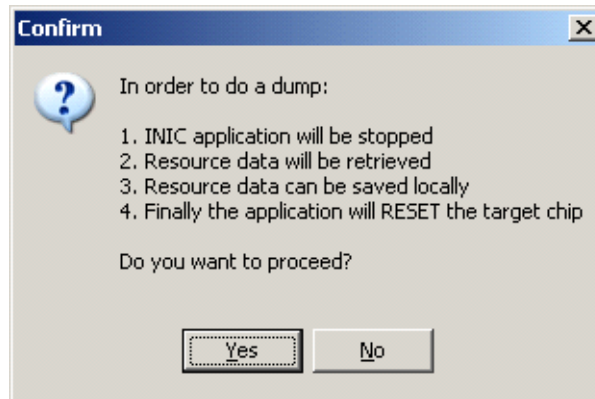 Confirm
In order to do a dump:
1. INIC application will be stopped
2. Resource data will be retrieved
3. Resource data can be saved locally
4. Finally the application will RESET the target chip
Do you want to proceed?
Yes
No